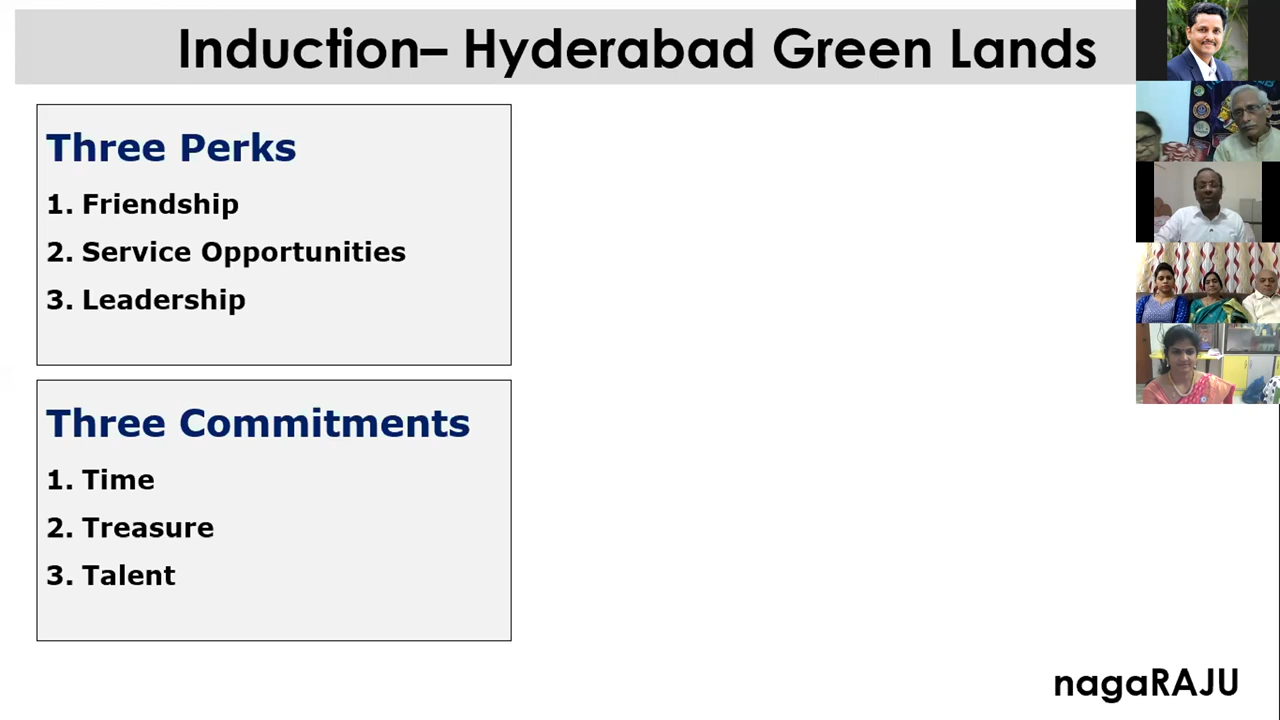 Induction– Hyderabad Green Lands
Three Perks
1. Friendship
2. Service Opportunities
3. Leadership
Three Commitments
1. Time
2. Treasure
3. Talent
nagaRAJU